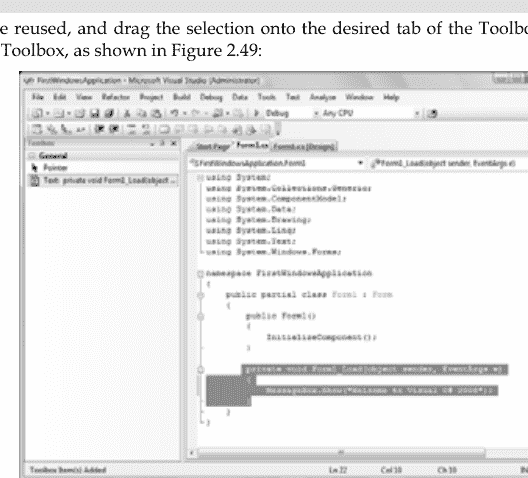 e reused, and drag the selection onto the desired tab of the Toolbo
Toolbox, as shown in Figure 2.49:
FirstWindowsApplication - Microsoft Visual Studio (Administrator)
File Edit View Refactor Project Build Debug Data Tools Test Analyze Window Help
Debug Any CPU
Toolbox
Start Page Form1.cs Form1.cs [Design]
General
FirstWindowsApplication.Form1
Form1_Load(object sender, EventArgs e)
Pointer
Text: private void Form1_Load(object ...
using System;
using System.Collections.Generic;
using System.ComponentModel;
using System.Data;
using System.Drawing;
using System.Linq;
using System.Text;
using System.Windows.Forms;
namespace FirstWindowsApplication
{
public partial class Form1 : Form
{
public Form1()
{
InitializeComponent();
}
private void Form1_Load(object sender, EventArgs e)
{
MessageBox.Show("Welcome to Visual C# 2008");
}
}
}
Toolbox Item(s) Added
Ln 22 Col 10 Ch 10